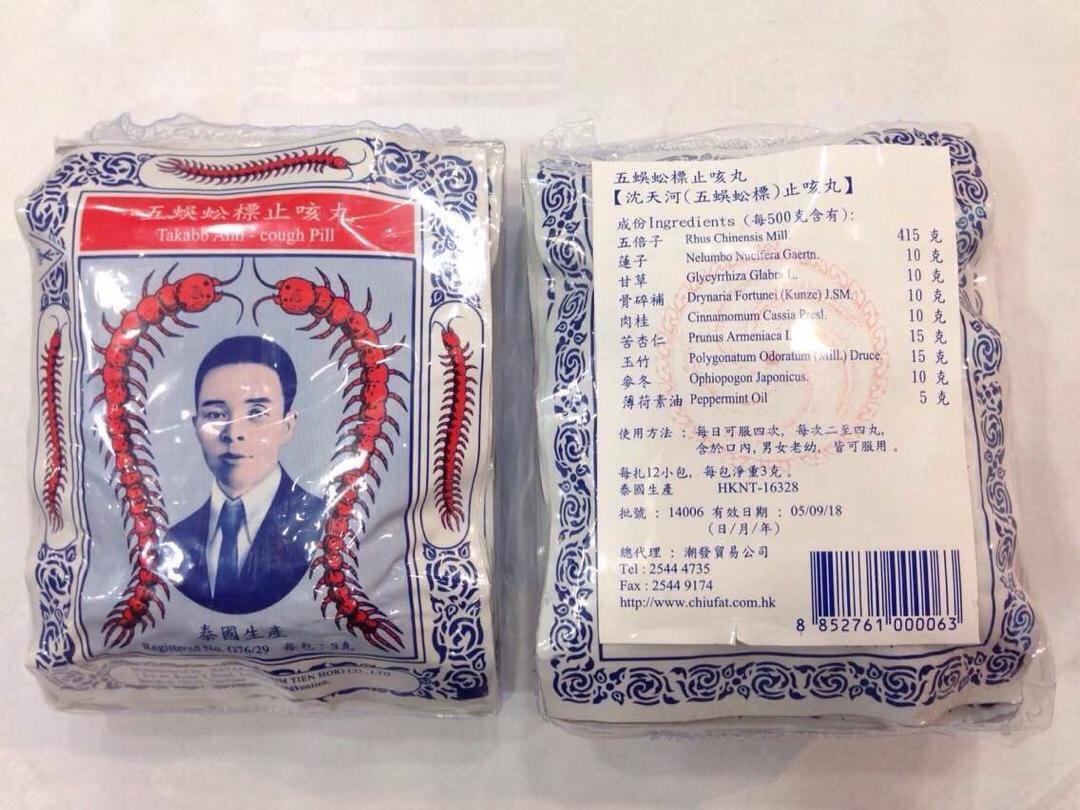 五蜈蚣標止咳丸
Takabb Anti - cough Pill
泰國生產
Registered No. G76/29 每包：3克
TIEN HOKI CO., LTD
五蜈蚣標止咳丸
【沈天河(五蜈蚣標)止咳丸】
成份Ingredients (每500克含有):
五倍子 Rhus Chinensis Mill. 415 克
蓮子 Nelumbo Nucifera Gaertn. 10 克
甘草 Glycyrrhiza Glabra L. 10 克
骨碎補 Drynaria Fortunei (Kunze) J.SM. 10 克
肉桂 Cinnamomum Cassia Presl. 10 克
苦杏仁 Prunus Armeniaca L. 15 克
玉竹 Polygonatum Odoratum (Mill.) Druce. 15 克
麥冬 Ophiopogon Japonicus. 10 克
薄荷素油 Peppermint Oil 5 克
使用方法 : 每日可服四次, 每次二至四丸,
含於口內,男女老幼, 皆可服用 。
每扎12小包, 每包淨重3克 。
泰國生產 HKNT-16328
批號 : 14006 有效日期 : 05/09/18
(日/月/年)
總代理 : 潮發貿易公司
Tel : 2544 4735
Fax : 2544 9174
http://www.chiufat.com.hk
8 852761 000063